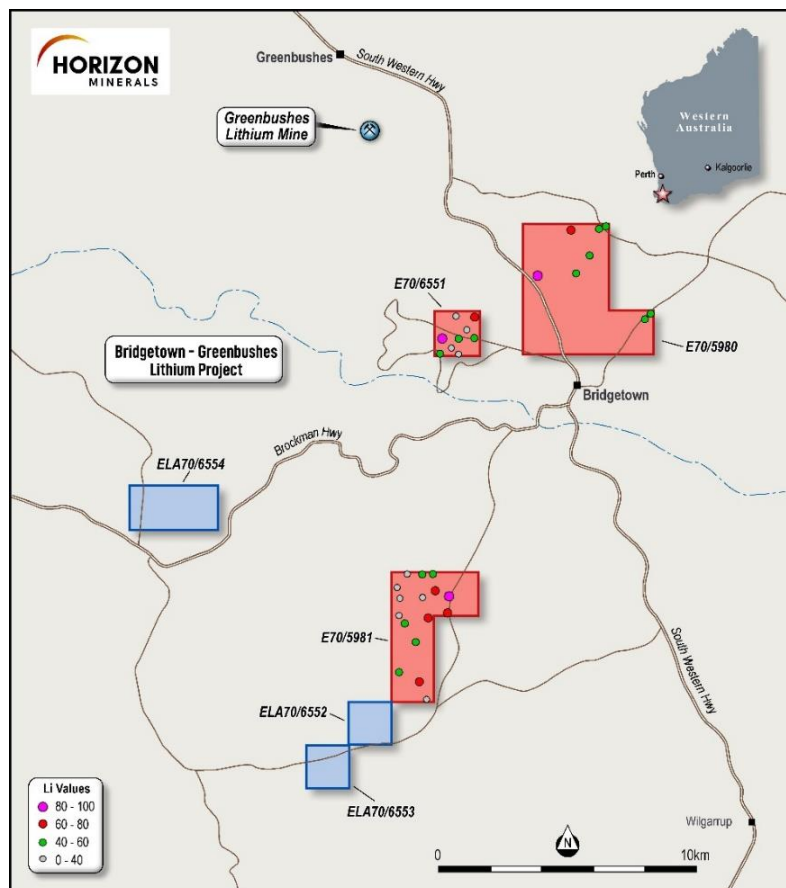 HORIZON
MINERALS
Greenbushes
South Western Hwy
Greenbushes
Lithium Mine
Western
Australia
Perth
Kalgoorlie
E70/6551
E70/5980
Bridgetown - Greenbushes
Lithium Project
Bridgetown
Brockman Hwy
ELA70/6554
E70/5981
South Western Hwy
ELA70/6552
ELA70/6553
Li Values
80 - 100
60 - 80
40 - 60
0 - 40
N
0
10km
Wilgarrup